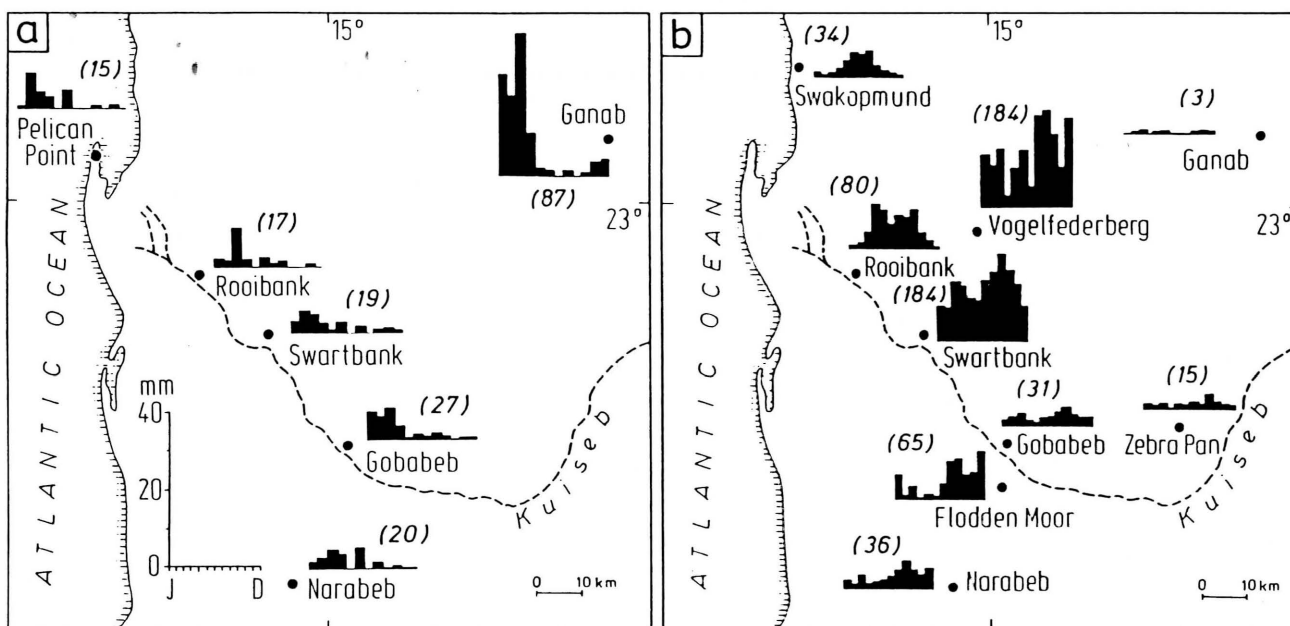 a
15°
(15)
Pelican
Point
Ganab
(87)
23°
(17)
Rooibank
(19)
Swartbank
(27)
Gobabeb
(20)
Narabeb
ATLANTIC OCEAN
mm
40
20
0
J D
Kuiseb
0 10 km
b
15°
(34)
Swakopmund
(184)
Vogelfederberg
(3)
Ganab
23°
(80)
Rooibank
(184)
Swartbank
(31)
Gobabeb
(15)
Zebra Pan
(65)
Flodden Moor
(36)
Narabeb
ATLANTIC OCEAN
Kuiseb
0 10 km